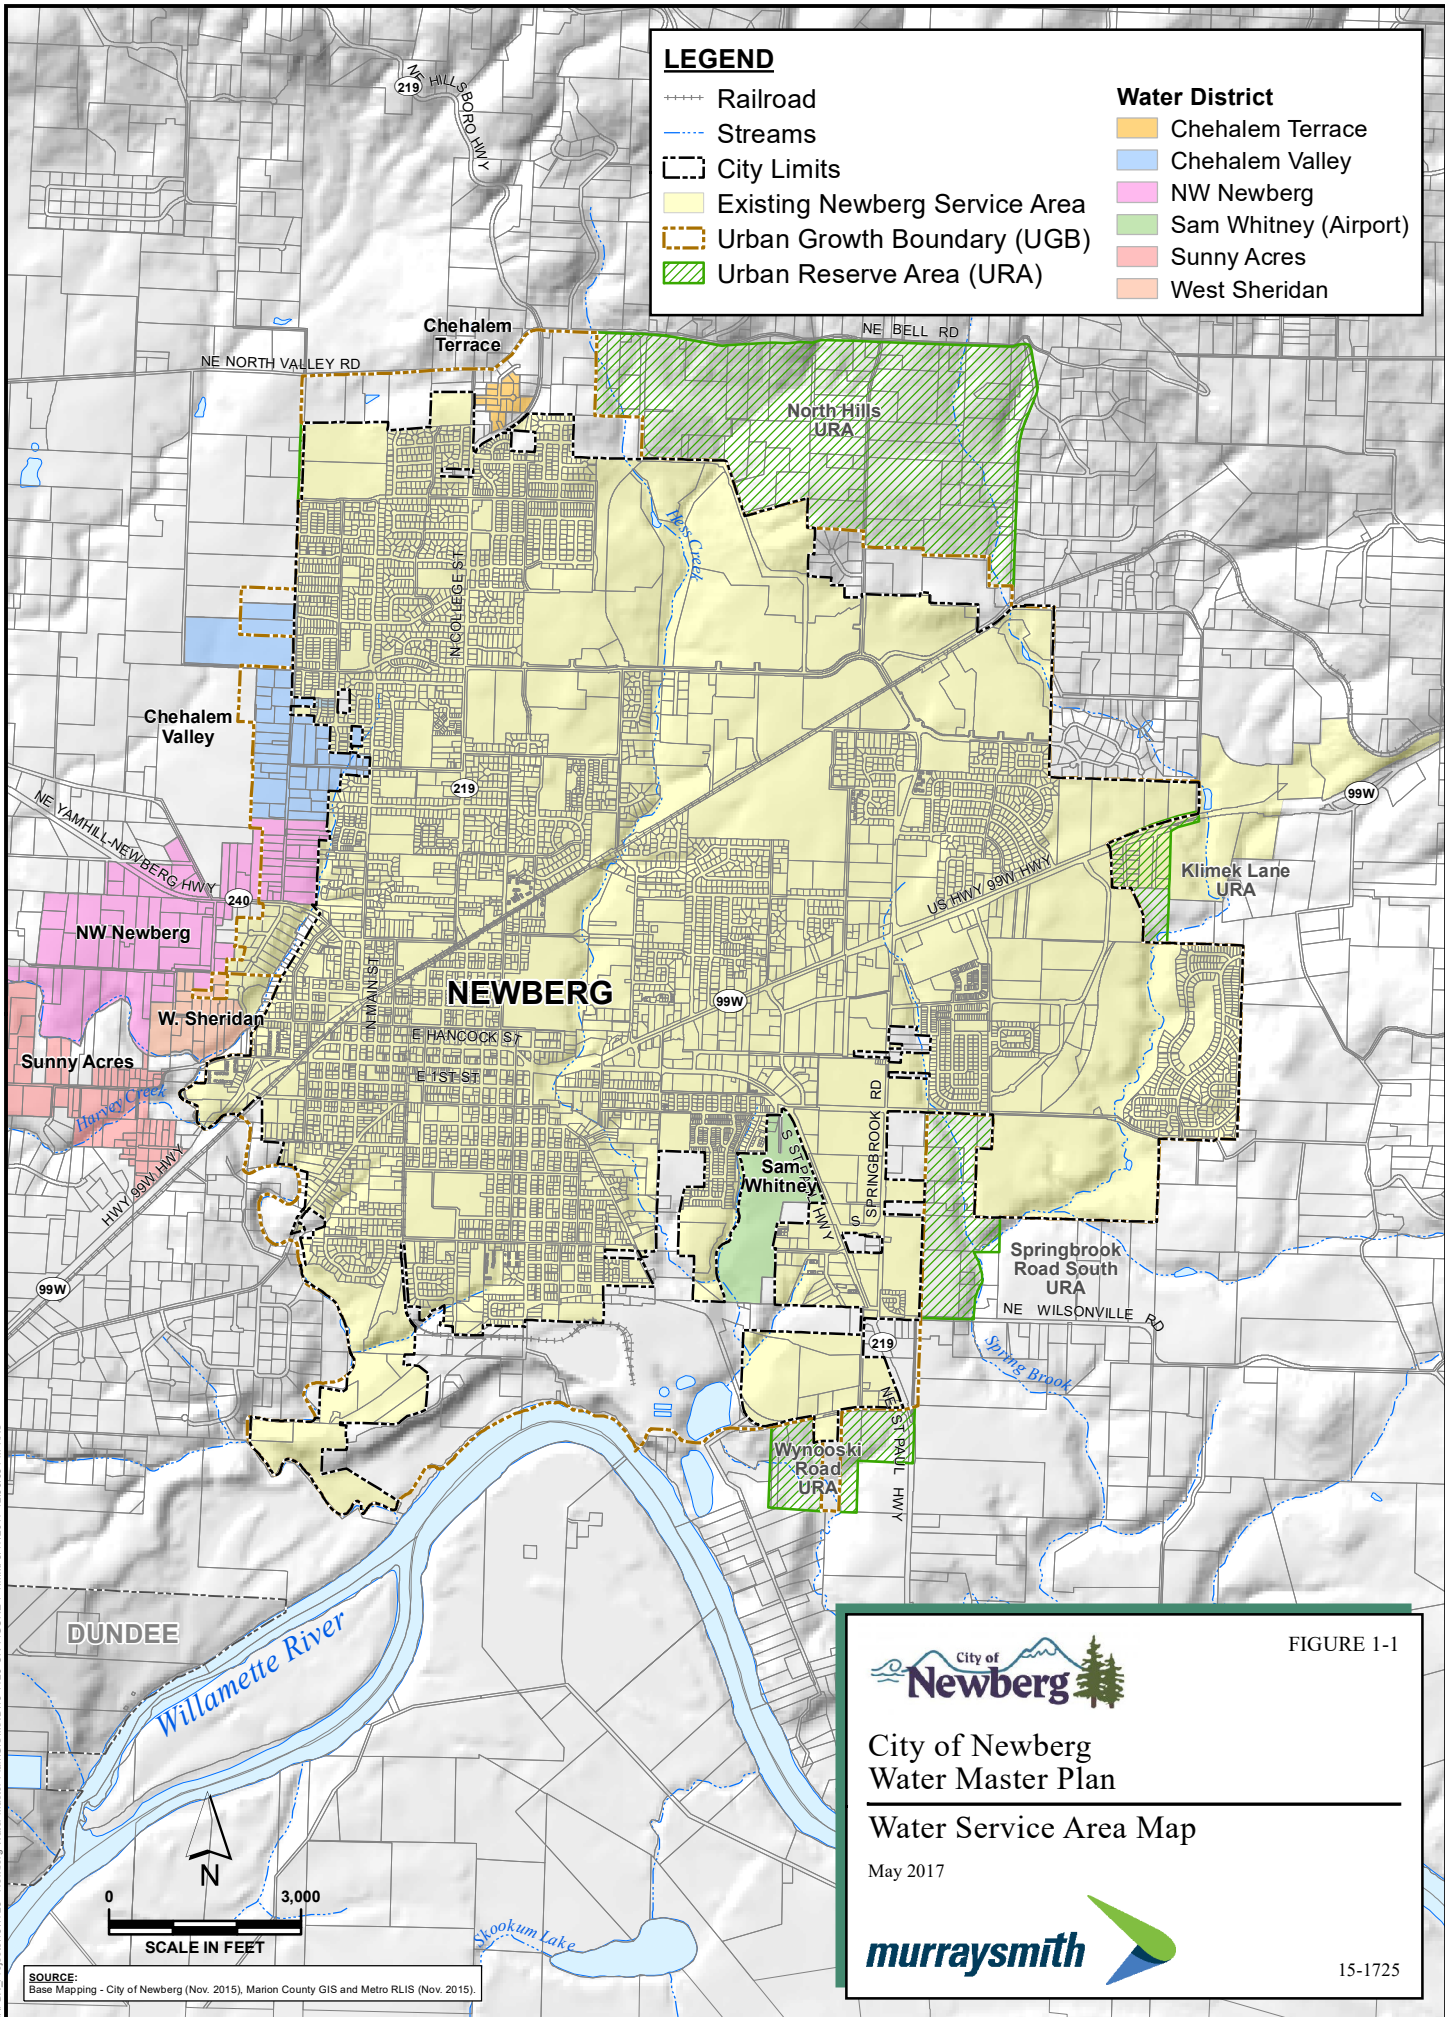 LEGEND
Railroad
Streams
City Limits
Existing Newberg Service Area
Urban Growth Boundary (UGB)
Urban Reserve Area (URA)
Water District
Chehalem Terrace
Chehalem Valley
NW Newberg
Sam Whitney (Airport)
Sunny Acres
West Sheridan
219
NE HILLSBORO HWY
Chehalem
Terrace
NE NORTH VALLEY RD
NE BELL RD
North Hills
URA
Hess Creek
N COLLEGE ST
Chehalem
Valley
219
99W
NE YAMHILL-NEWBERG HWY
240
US HWY 99W HWY
Klimek Lane
URA
NW Newberg
N MAIN ST
NEWBERG
99W
W. Sheridan
E HANCOCK ST
Sunny Acres
E 1ST ST
Harvey Creek
HWY 99W HWY
S SPRINGBROOK RD
S ST PAUL HWY
Sam
Whitney
Springbrook
Road South
URA
99W
NE WILSONVILLE RD
219
Spring Brook
NE ST PAUL HWY
Wynooski
Road
URA
DUNDEE
Willamette River
Skookum Lake
N
0 3,000
SCALE IN FEET
SOURCE:
Base Mapping - City of Newberg (Nov. 2015), Marion County GIS and Metro RLIS (Nov. 2015).
FIGURE 1-1
City of
Newberg
City of Newberg
Water Master Plan
Water Service Area Map
May 2017
murraysmith
15-1725